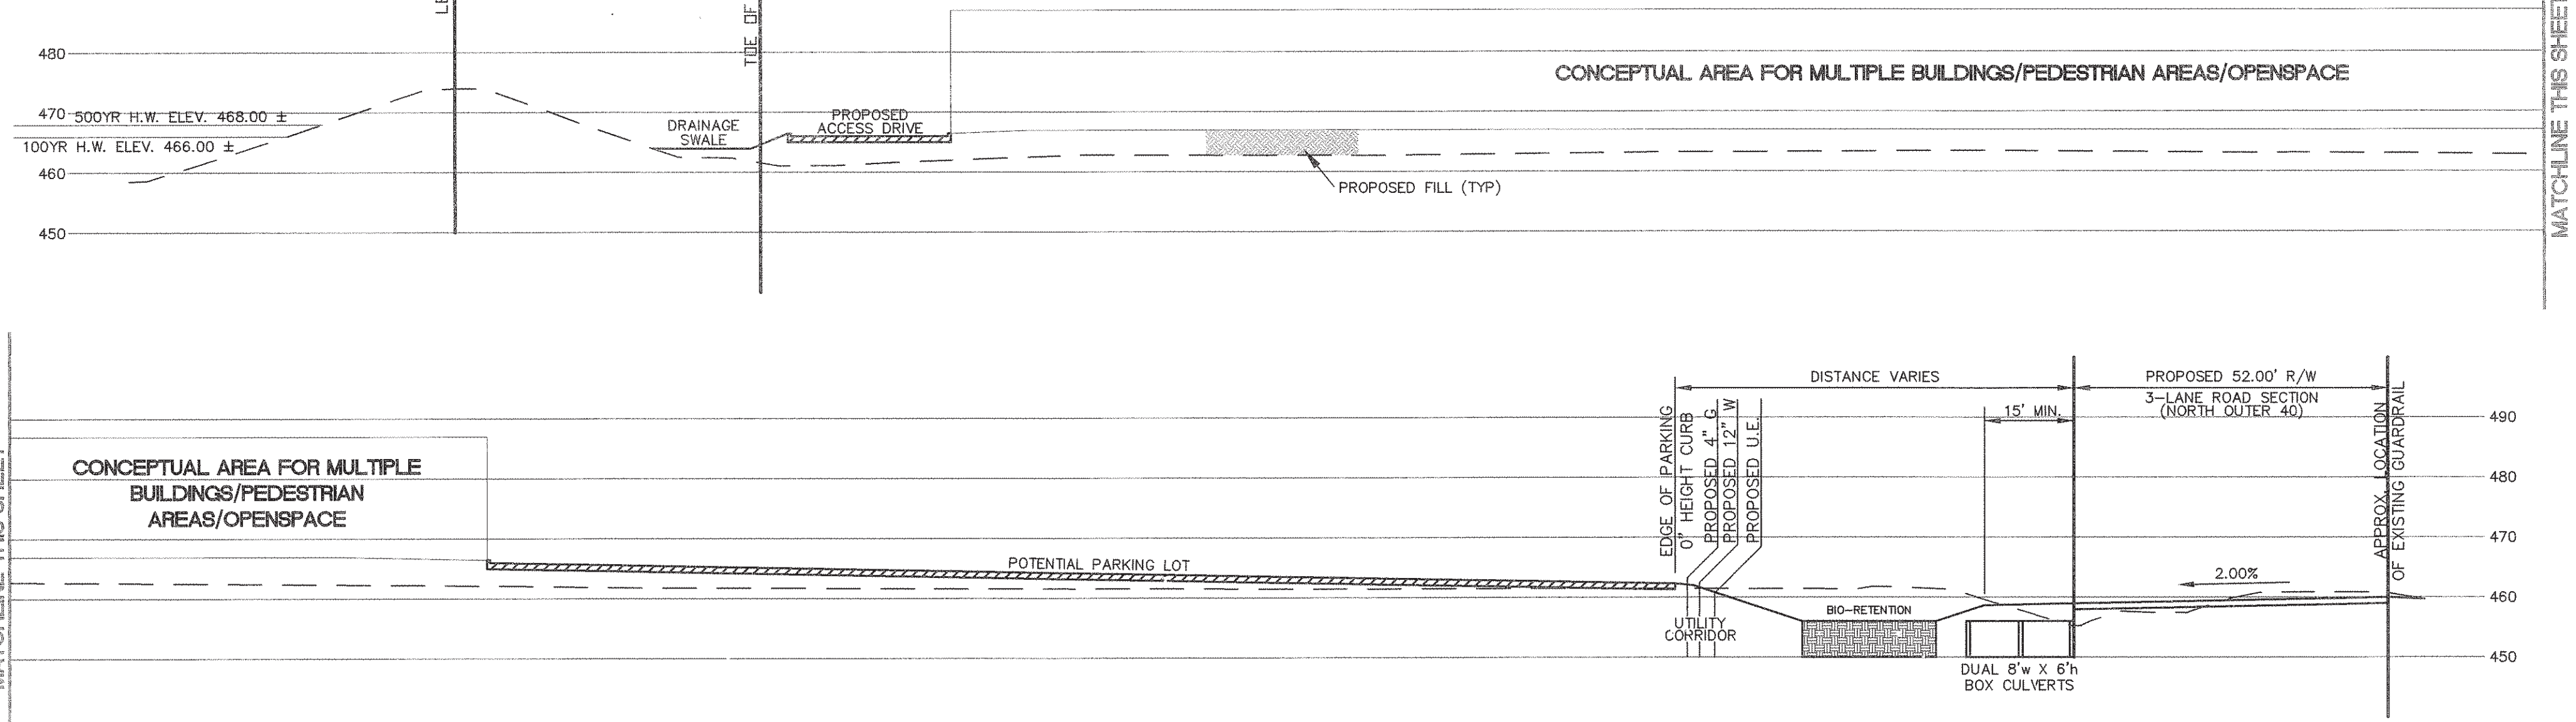 LE
TOE OF
480
CONCEPTUAL AREA FOR MULTIPLE BUILDINGS/PEDESTRIAN AREAS/OPENSPACE
MATCHLINE THIS SHEET
470
500YR H.W. ELEV. 468.00 ±
100YR H.W. ELEV. 466.00 ±
DRAINAGE
SWALE
PROPOSED
ACCESS DRIVE
460
PROPOSED FILL (TYP)
450
DISTANCE VARIES
PROPOSED 52.00' R/W
3-LANE ROAD SECTION
(NORTH OUTER 40)
15' MIN.
EDGE OF PARKING
0" HEIGHT CURB
PROPOSED 4" G
PROPOSED 12" W
PROPOSED U.E.
APPROX. LOCATION
OF EXISTING GUARDRAIL
490
CONCEPTUAL AREA FOR MULTIPLE
BUILDINGS/PEDESTRIAN
AREAS/OPENSPACE
480
470
POTENTIAL PARKING LOT
2.00%
460
BIO-RETENTION
UTILITY
CORRIDOR
450
DUAL 8'w X 6'h
BOX CULVERTS